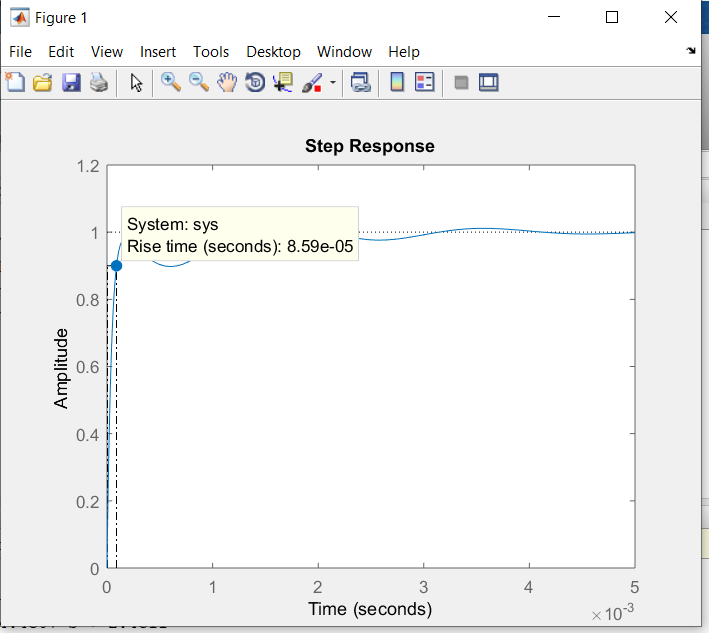 Figure 1
File Edit View Insert Tools Desktop Window Help
Step Response
System: sys
Rise time (seconds): 8.59e-05
1.2
1
0.8
0.6
0.4
0.2
0
Amplitude
0 1 2 3 4 5
×10⁻³
Time (seconds)